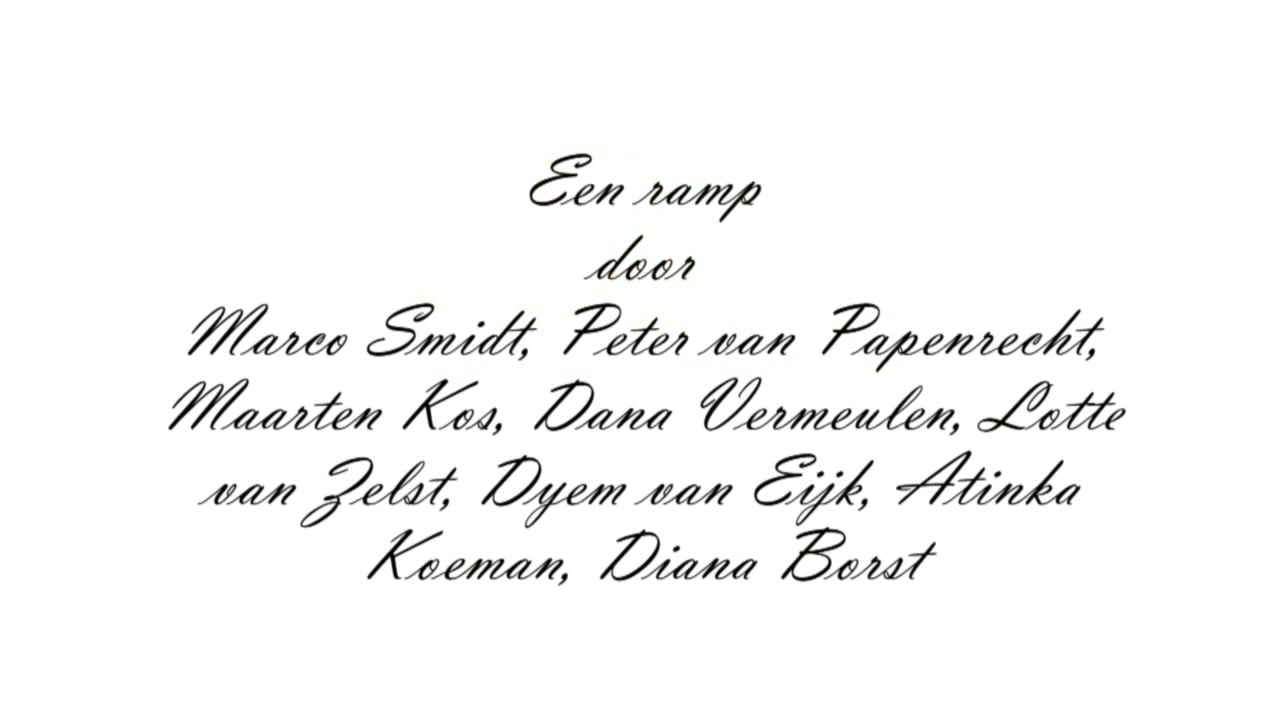 Een ramp
door
Marco Smidt, Peter van Papenrecht,
Maarten Kos, Dana Vermeulen, Lotte
van Zelst, Dyem van Eijk, Atinka
Koeman, Diana Borst